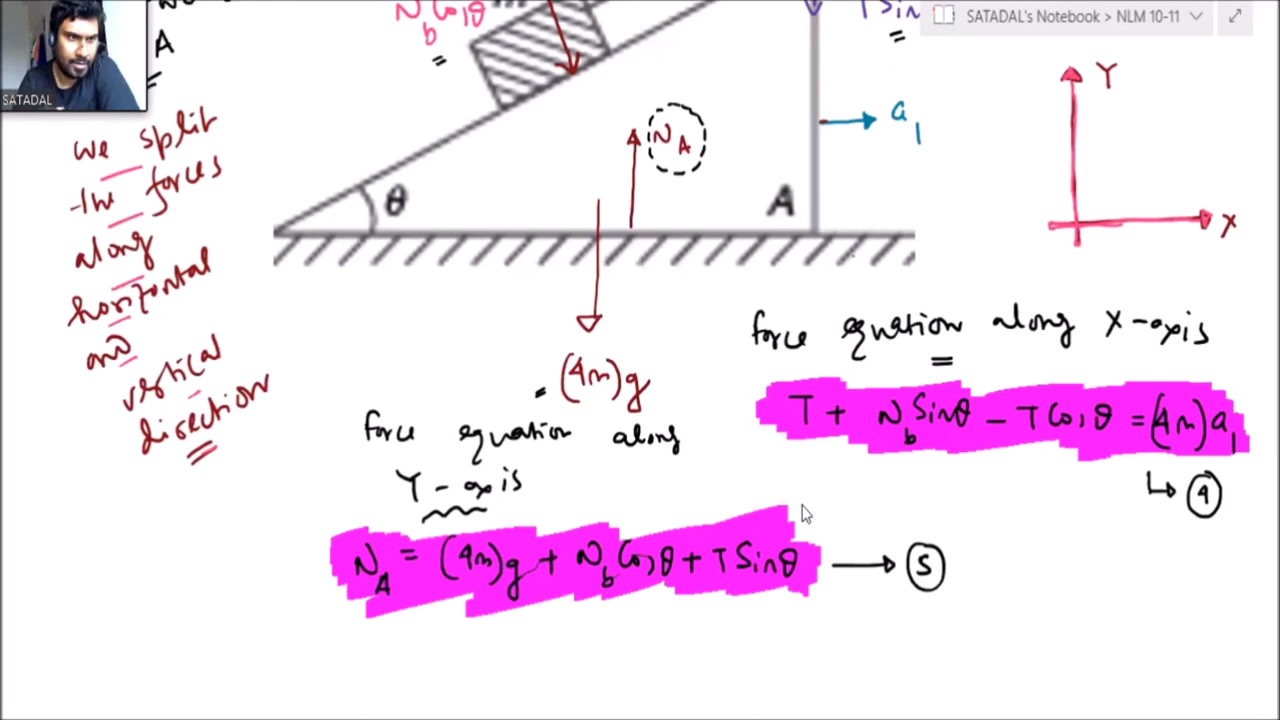 SATADAL's Notebook > NLM 10-11
SATADAL
A
N_b Cosθ
=
T Sin
=
Y
X
a_1
N_A
θ
A
we split
the forces
along
horizontal
and
vertical
direction
= (4m)g
force equation along X-axis
T + N_b Sinθ - T Cosθ = (4m)a_1
↳ ④
force equation along
Y-axis
N_A = (4m)g + N_b Cosθ + T Sinθ → ⑤